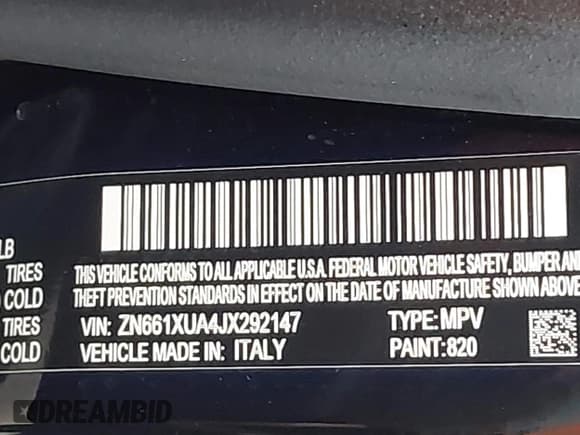 LB
TIRES
COLD
TIRES
COLD
THIS VEHICLE CONFORMS TO ALL APPLICABLE U.S.A. FEDERAL MOTOR VEHICLE SAFETY, BUMPER AND
THEFT PREVENTION STANDARDS IN EFFECT ON THE DATE OF MANUFACTURE SHOWN ABOVE
VIN: ZN661XUA4JX292147 TYPE: MPV
VEHICLE MADE IN: ITALY PAINT: 820
DREAMBID